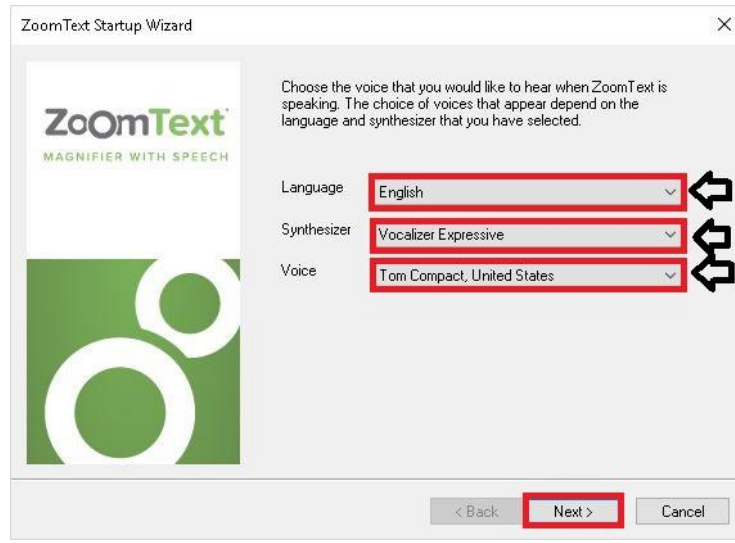 ZoomText Startup Wizard
ZoomText
MAGNIFIER WITH SPEECH
Choose the voice that you would like to hear when ZoomText is
speaking. The choice of voices that appear depend on the
language and synthesizer that you have selected.
Language English
Synthesizer Vocalizer Expressive
Voice Tom Compact, United States
< Back Next > Cancel